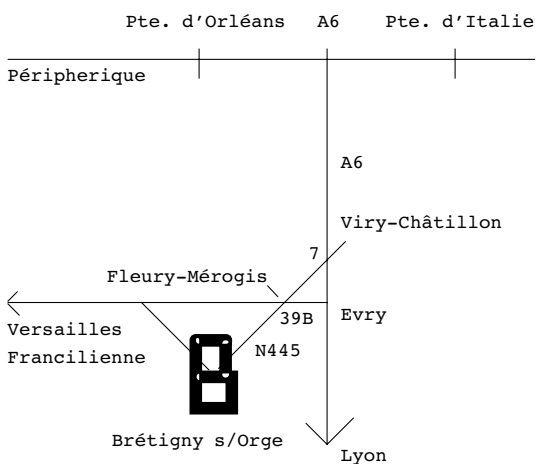 Pte. d'Orléans A6 Pte. d'Italie
Péripherique
A6
Viry-Châtillon
7
Fleury-Mérogis
39B Evry
Versailles
Francilienne N445
Brétigny s/Orge
Lyon